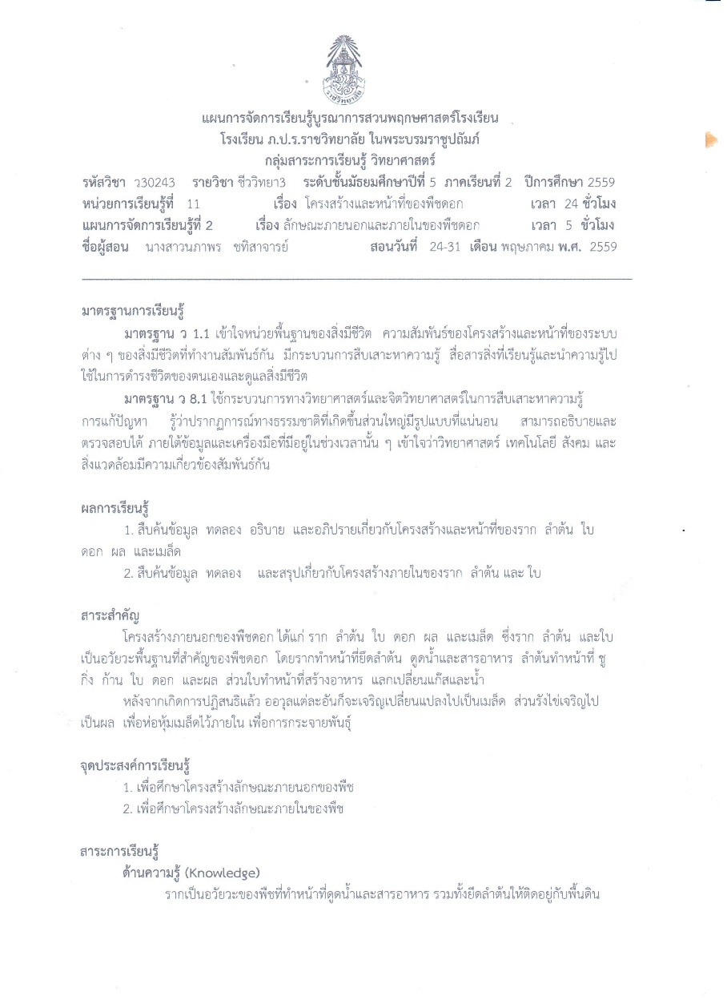 ราชวิทยาลัย
แผนการจัดการเรียนรู้บูรณาการสวนพฤกษศาสตร์โรงเรียน
โรงเรียน ภ.ป.ร.ราชวิทยาลัย ในพระบรมราชูปถัมภ์
กลุ่มสาระการเรียนรู้ วิทยาศาสตร์
รหัสวิชา ว30243 รายวิชา ชีววิทยา3 ระดับชั้นมัธยมศึกษาปีที่ 5 ภาคเรียนที่ 2 ปีการศึกษา 2559
หน่วยการเรียนรู้ที่ 11 เรื่อง โครงสร้างและหน้าที่ของพืชดอก เวลา 24 ชั่วโมง
แผนการจัดการเรียนรู้ที่ 2 เรื่อง ลักษณะภายนอกและภายในของพืชดอก เวลา 5 ชั่วโมง
ชื่อผู้สอน นางสาวนภาพร ชทิสาจารย์ สอนวันที่ 24-31 เดือน พฤษภาคม พ.ศ. 2559
มาตรฐานการเรียนรู้
มาตรฐาน ว 1.1 เข้าใจหน่วยพื้นฐานของสิ่งมีชีวิต ความสัมพันธ์ของโครงสร้างและหน้าที่ของระบบ
ต่าง ๆ ของสิ่งมีชีวิตที่ทำงานสัมพันธ์กัน มีกระบวนการสืบเสาะหาความรู้ สื่อสารสิ่งที่เรียนรู้และนำความรู้ไป
ใช้ในการดำรงชีวิตของตนเองและดูแลสิ่งมีชีวิต
มาตรฐาน ว 8.1 ใช้กระบวนการทางวิทยาศาสตร์และจิตวิทยาศาสตร์ในการสืบเสาะหาความรู้
การแก้ปัญหา รู้ว่าปรากฏการณ์ทางธรรมชาติที่เกิดขึ้นส่วนใหญ่มีรูปแบบที่แน่นอน สามารถอธิบายและ
ตรวจสอบได้ ภายใต้ข้อมูลและเครื่องมือที่มีอยู่ในช่วงเวลานั้น ๆ เข้าใจว่าวิทยาศาสตร์ เทคโนโลยี สังคม และ
สิ่งแวดล้อมมีความเกี่ยวข้องสัมพันธ์กัน
ผลการเรียนรู้
1. สืบค้นข้อมูล ทดลอง อธิบาย และอภิปรายเกี่ยวกับโครงสร้างและหน้าที่ของราก ลำต้น ใบ
ดอก ผล และเมล็ด
2. สืบค้นข้อมูล ทดลอง และสรุปเกี่ยวกับโครงสร้างภายในของราก ลำต้น และ ใบ
สาระสำคัญ
โครงสร้างภายนอกของพืชดอก ได้แก่ ราก ลำต้น ใบ ดอก ผล และเมล็ด ซึ่งราก ลำต้น และใบ
เป็นอวัยวะพื้นฐานที่สำคัญของพืชดอก โดยรากทำหน้าที่ยึดลำต้น ดูดน้ำและสารอาหาร ลำต้นทำหน้าที่ ชู
กิ่ง ก้าน ใบ ดอก และผล ส่วนใบทำหน้าที่สร้างอาหาร แลกเปลี่ยนแก๊สและน้ำ
หลังจากเกิดการปฏิสนธิแล้ว ออวุลแต่ละอันก็จะเจริญเปลี่ยนแปลงไปเป็นเมล็ด ส่วนรังไข่เจริญไป
เป็นผล เพื่อห่อหุ้มเมล็ดไว้ภายใน เพื่อการกระจายพันธุ์
จุดประสงค์การเรียนรู้
1. เพื่อศึกษาโครงสร้างลักษณะภายนอกของพืช
2. เพื่อศึกษาโครงสร้างลักษณะภายในของพืช
สาระการเรียนรู้
ด้านความรู้ (Knowledge)
รากเป็นอวัยวะของพืชที่ทำหน้าที่ดูดน้ำและสารอาหาร รวมทั้งยึดลำต้นให้ติดอยู่กับพื้นดิน